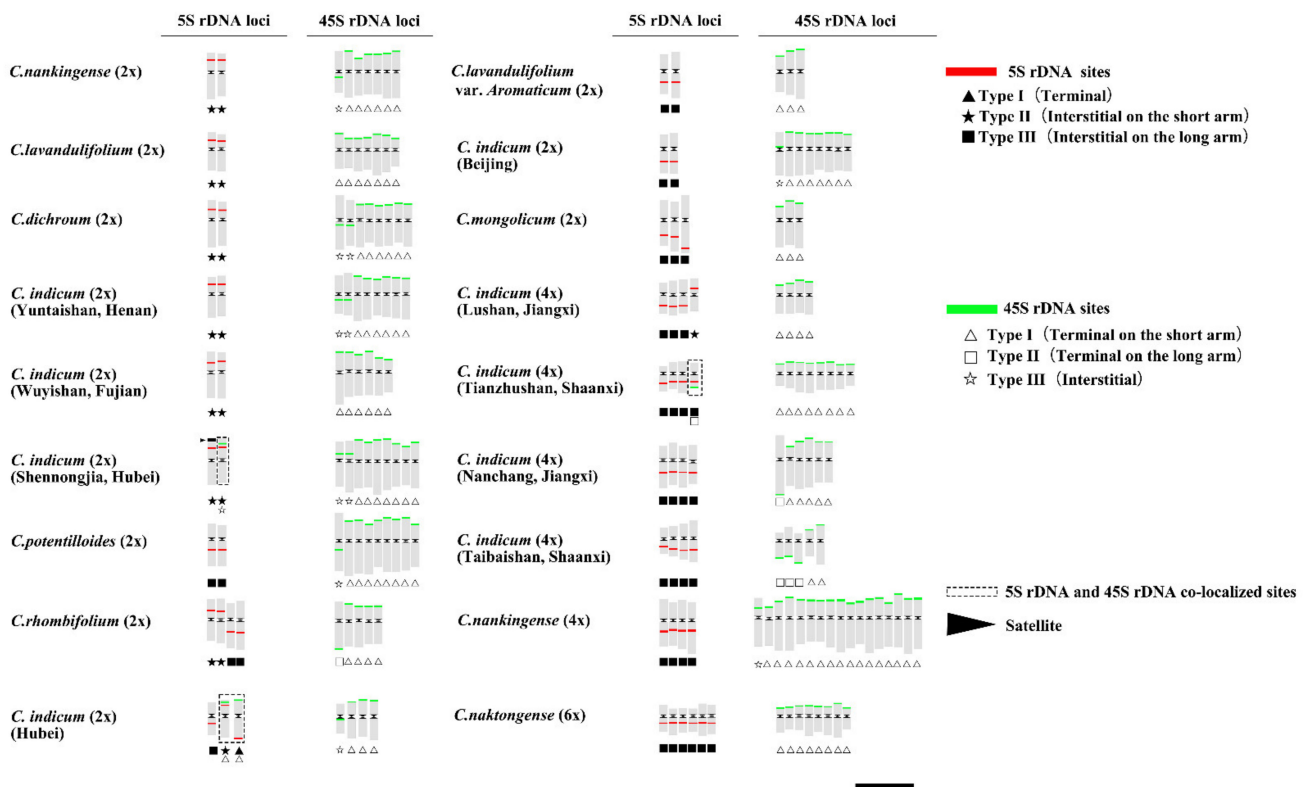 5S rDNA loci 45S rDNA loci 5S rDNA loci 45S rDNA loci
C.nankingense (2x)
C.lavandulifolium (2x)
C.dichroum (2x)
C. indicum (2x)
(Yuntaishan, Henan)
C. indicum (2x)
(Wuyishan, Fujian)
C. indicum (2x)
(Shennongjia, Hubei)
C.potentilloides (2x)
C.rhombifolium (2x)
C. indicum (2x)
(Hubei)
C.lavandulifolium
var. Aromaticum (2x)
C. indicum (2x)
(Beijing)
C.mongolicum (2x)
C. indicum (4x)
(Lushan, Jiangxi)
C. indicum (4x)
(Tianzhushan, Shaanxi)
C. indicum (4x)
(Nanchang, Jiangxi)
C. indicum (4x)
(Taibaishan, Shaanxi)
C.nankingense (4x)
C.naktongense (6x)
5S rDNA sites
Type I (Terminal)
Type II (Interstitial on the short arm)
Type III (Interstitial on the long arm)
45S rDNA sites
Type I (Terminal on the short arm)
Type II (Terminal on the long arm)
Type III (Interstitial)
5S rDNA and 45S rDNA co-localized sites
Satellite